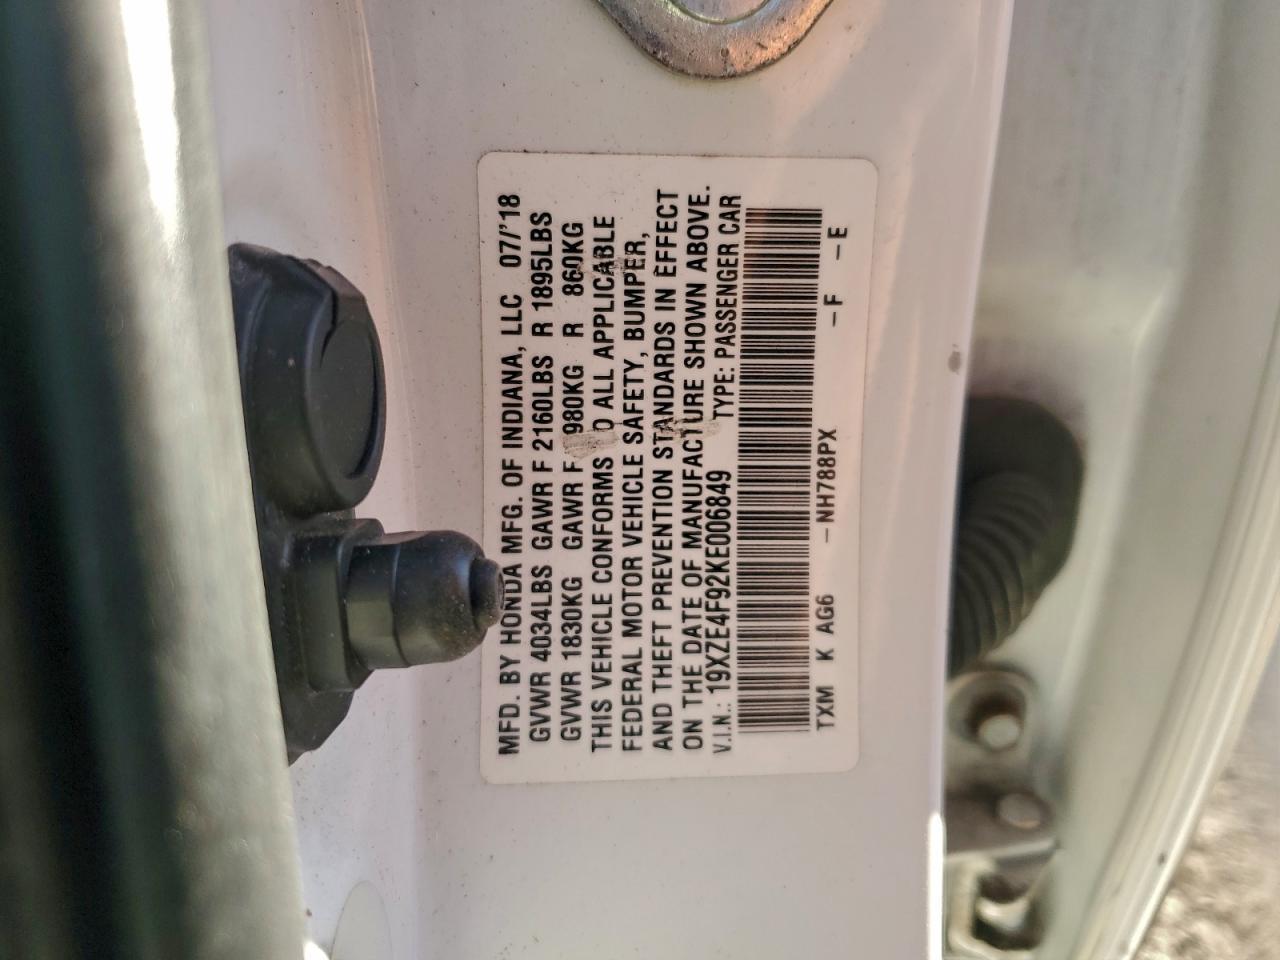 MFD. BY HONDA MFG. OF INDIANA, LLC 07/'18
GVWR 4034LBS GAWR F 2160LBS R 1895LBS
GVWR 1830KG GAWR F 980KG R 860KG
THIS VEHICLE CONFORMS O ALL APPLICABLE
FEDERAL MOTOR VEHICLE SAFETY, BUMPER,
AND THEFT PREVENTION STANDARDS IN EFFECT
ON THE DATE OF MANUFACTURE SHOWN ABOVE.
V.I.N.: 19XZE4F92KE006849 TYPE: PASSENGER CAR
TXM K AG6 -NH788PX -F -E